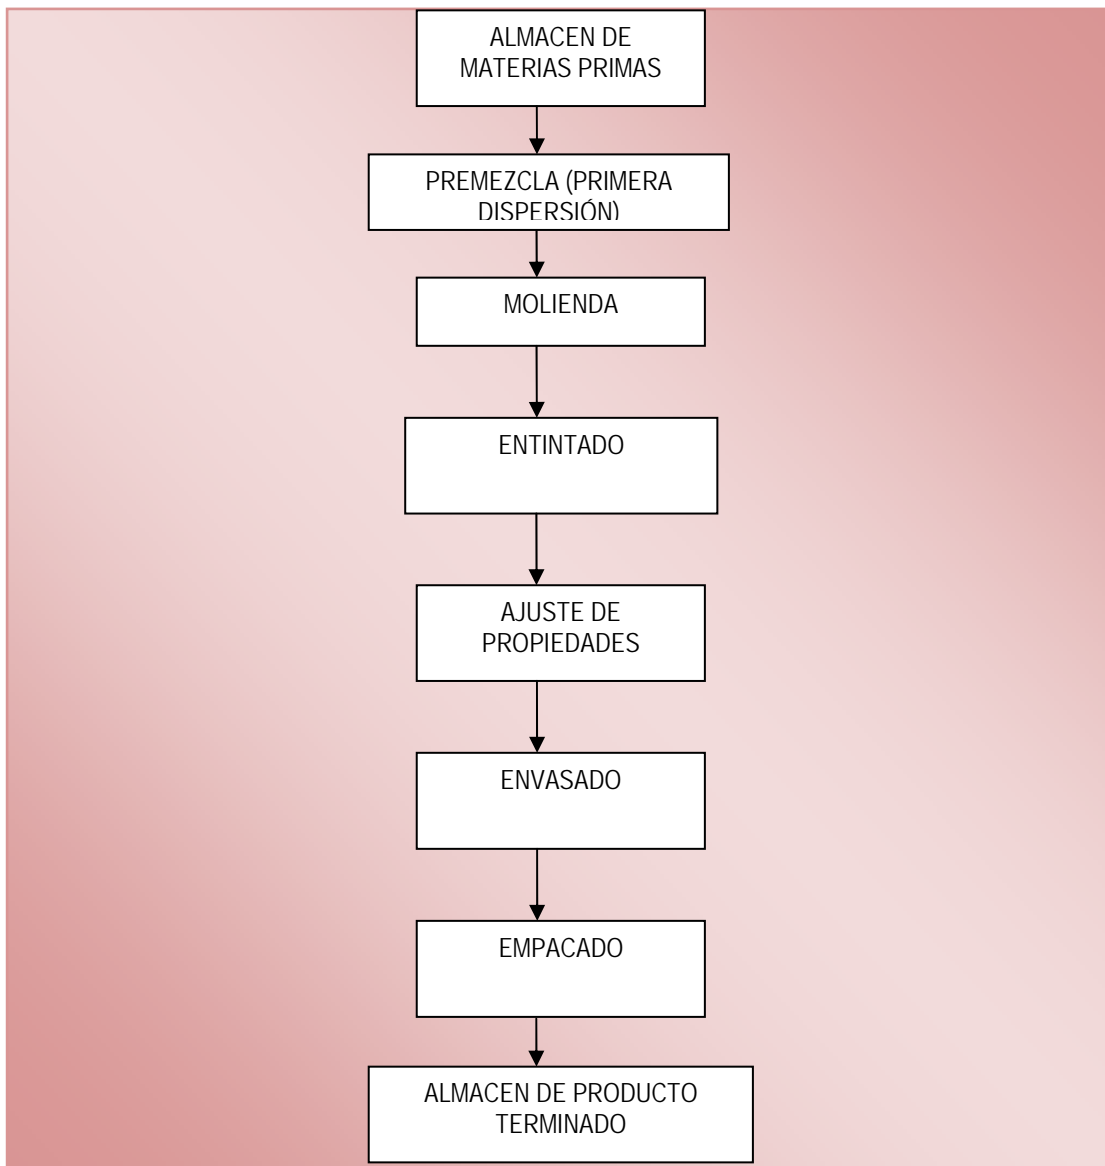 ALMACEN DE
MATERIAS PRIMAS
PREMEZCLA (PRIMERA
DISPERSIÓN)
MOLIENDA
ENTINTADO
AJUSTE DE
PROPIEDADES
ENVASADO
EMPACADO
ALMACEN DE PRODUCTO
TERMINADO